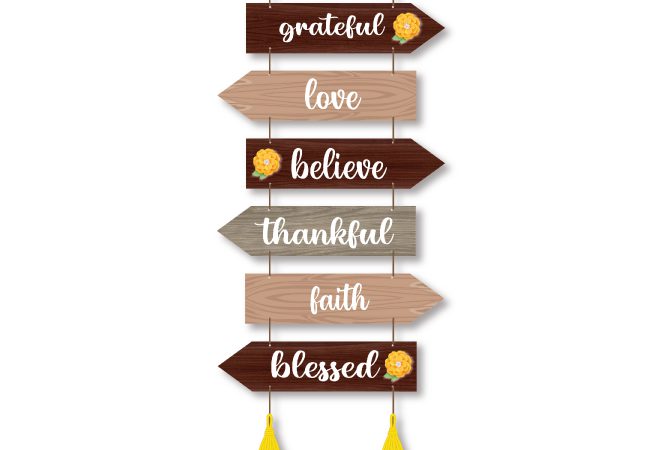 grateful
love
believe
thankful
faith
blessed